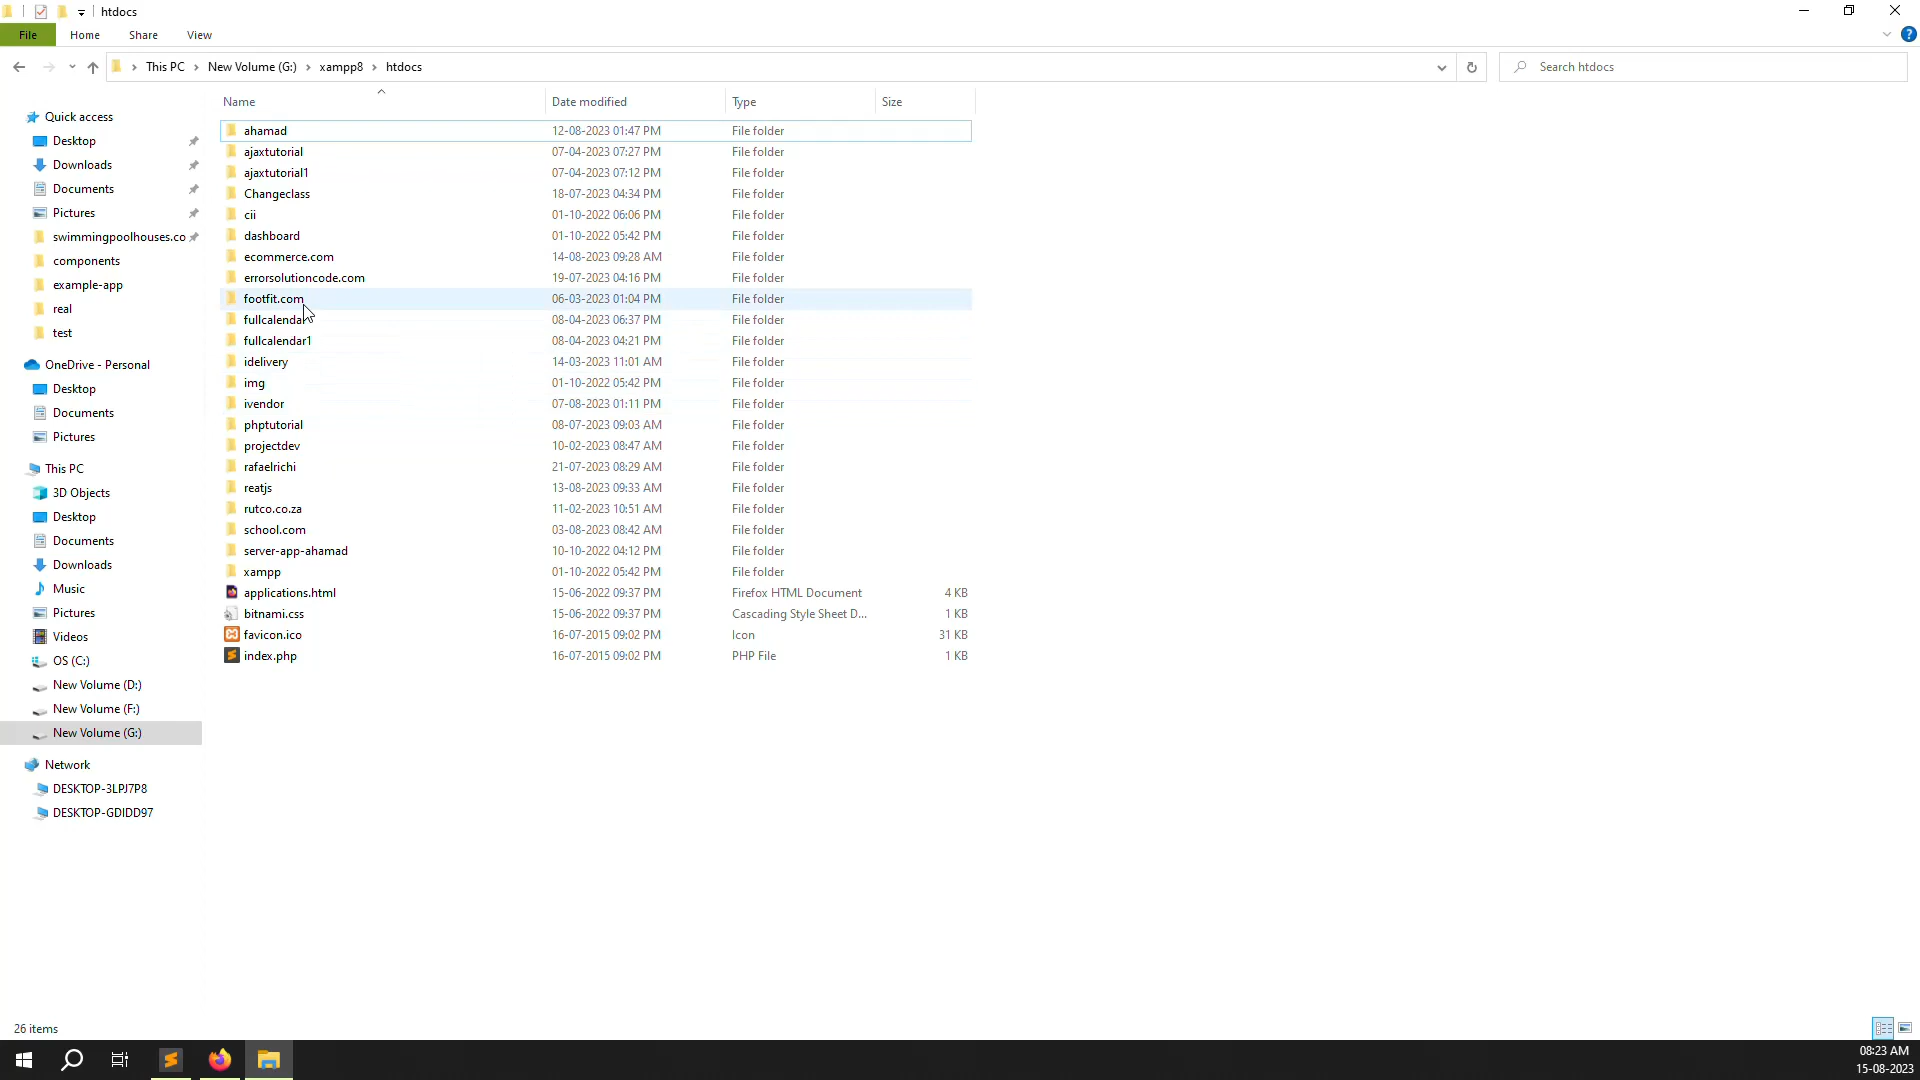 htdocs
File Home Share View
This PC New Volume (G:) xampp8 htdocs
Search htdocs
Name Date modified Type Size
Quick access
Desktop
Downloads
Documents
Pictures
swimmingpoolhouses.co
components
example-app
real
test
OneDrive - Personal
Desktop
Documents
Pictures
This PC
3D Objects
Desktop
Documents
Downloads
Music
Pictures
Videos
OS (C:)
New Volume (D:)
New Volume (F:)
New Volume (G:)
Network
DESKTOP-3LPJ7P8
DESKTOP-GDIDD97
ahamad 12-08-2023 01:47 PM File folder
ajaxtutorial 07-04-2023 07:27 PM File folder
ajaxtutorial1 07-04-2023 07:12 PM File folder
Changeclass 18-07-2023 04:34 PM File folder
cii 01-10-2022 06:06 PM File folder
dashboard 01-10-2022 05:42 PM File folder
ecommerce.com 14-08-2023 09:28 AM File folder
errorsolutioncode.com 19-07-2023 04:16 PM File folder
footfit.com 06-03-2023 01:04 PM File folder
fullcalendar 08-04-2023 06:37 PM File folder
fullcalendar1 08-04-2023 04:21 PM File folder
idelivery 14-03-2023 11:01 AM File folder
img 01-10-2022 05:42 PM File folder
ivendor 07-08-2023 01:11 PM File folder
phptutorial 08-07-2023 09:03 AM File folder
projectdev 10-02-2023 08:47 AM File folder
rafaelrichi 21-07-2023 08:29 AM File folder
reatjs 13-08-2023 09:33 AM File folder
rutco.co.za 11-02-2023 10:51 AM File folder
school.com 03-08-2023 08:42 AM File folder
server-app-ahamad 10-10-2022 04:12 PM File folder
xampp 01-10-2022 05:42 PM File folder
applications.html 15-06-2022 09:37 PM Firefox HTML Document 4 KB
bitnami.css 15-06-2022 09:37 PM Cascading Style Sheet D... 1 KB
favicon.ico 16-07-2015 09:02 PM Icon 31 KB
index.php 16-07-2015 09:02 PM PHP File 1 KB
26 items
08:23 AM
15-08-2023